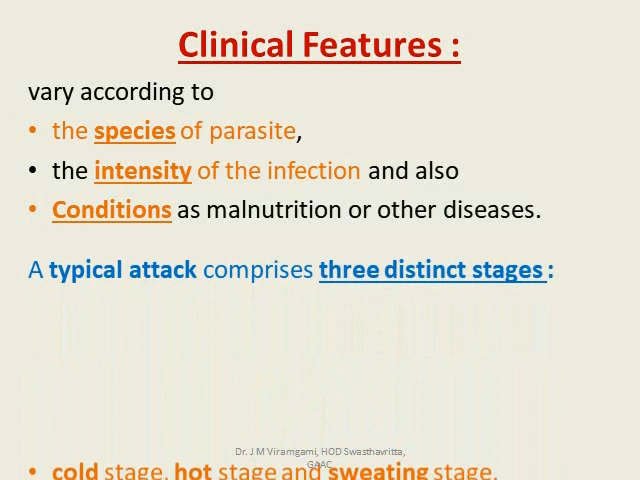 Clinical Features :
vary according to
• the species of parasite,
• the intensity of the infection and also
• Conditions as malnutrition or other diseases.
A typical attack comprises three distinct stages :
Dr. J M Viramgami, HOD Swasthavritta,
GAAC
• cold stage, hot stage and sweating stage.